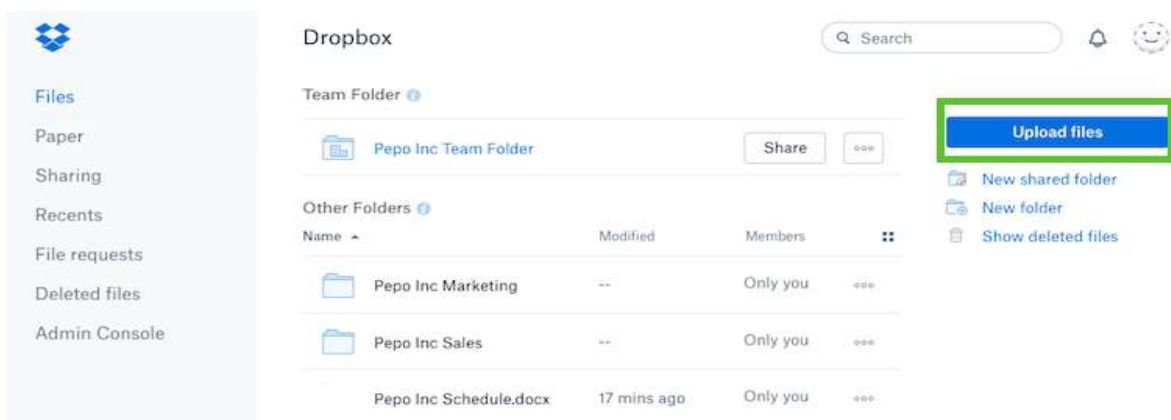 Dropbox
Search
Files
Paper
Sharing
Recents
File requests
Deleted files
Admin Console
Team Folder
Pepo Inc Team Folder
Share
Other Folders
Name Modified Members
Pepo Inc Marketing -- Only you
Pepo Inc Sales -- Only you
Pepo Inc Schedule.docx 17 mins ago Only you
Upload files
New shared folder
New folder
Show deleted files